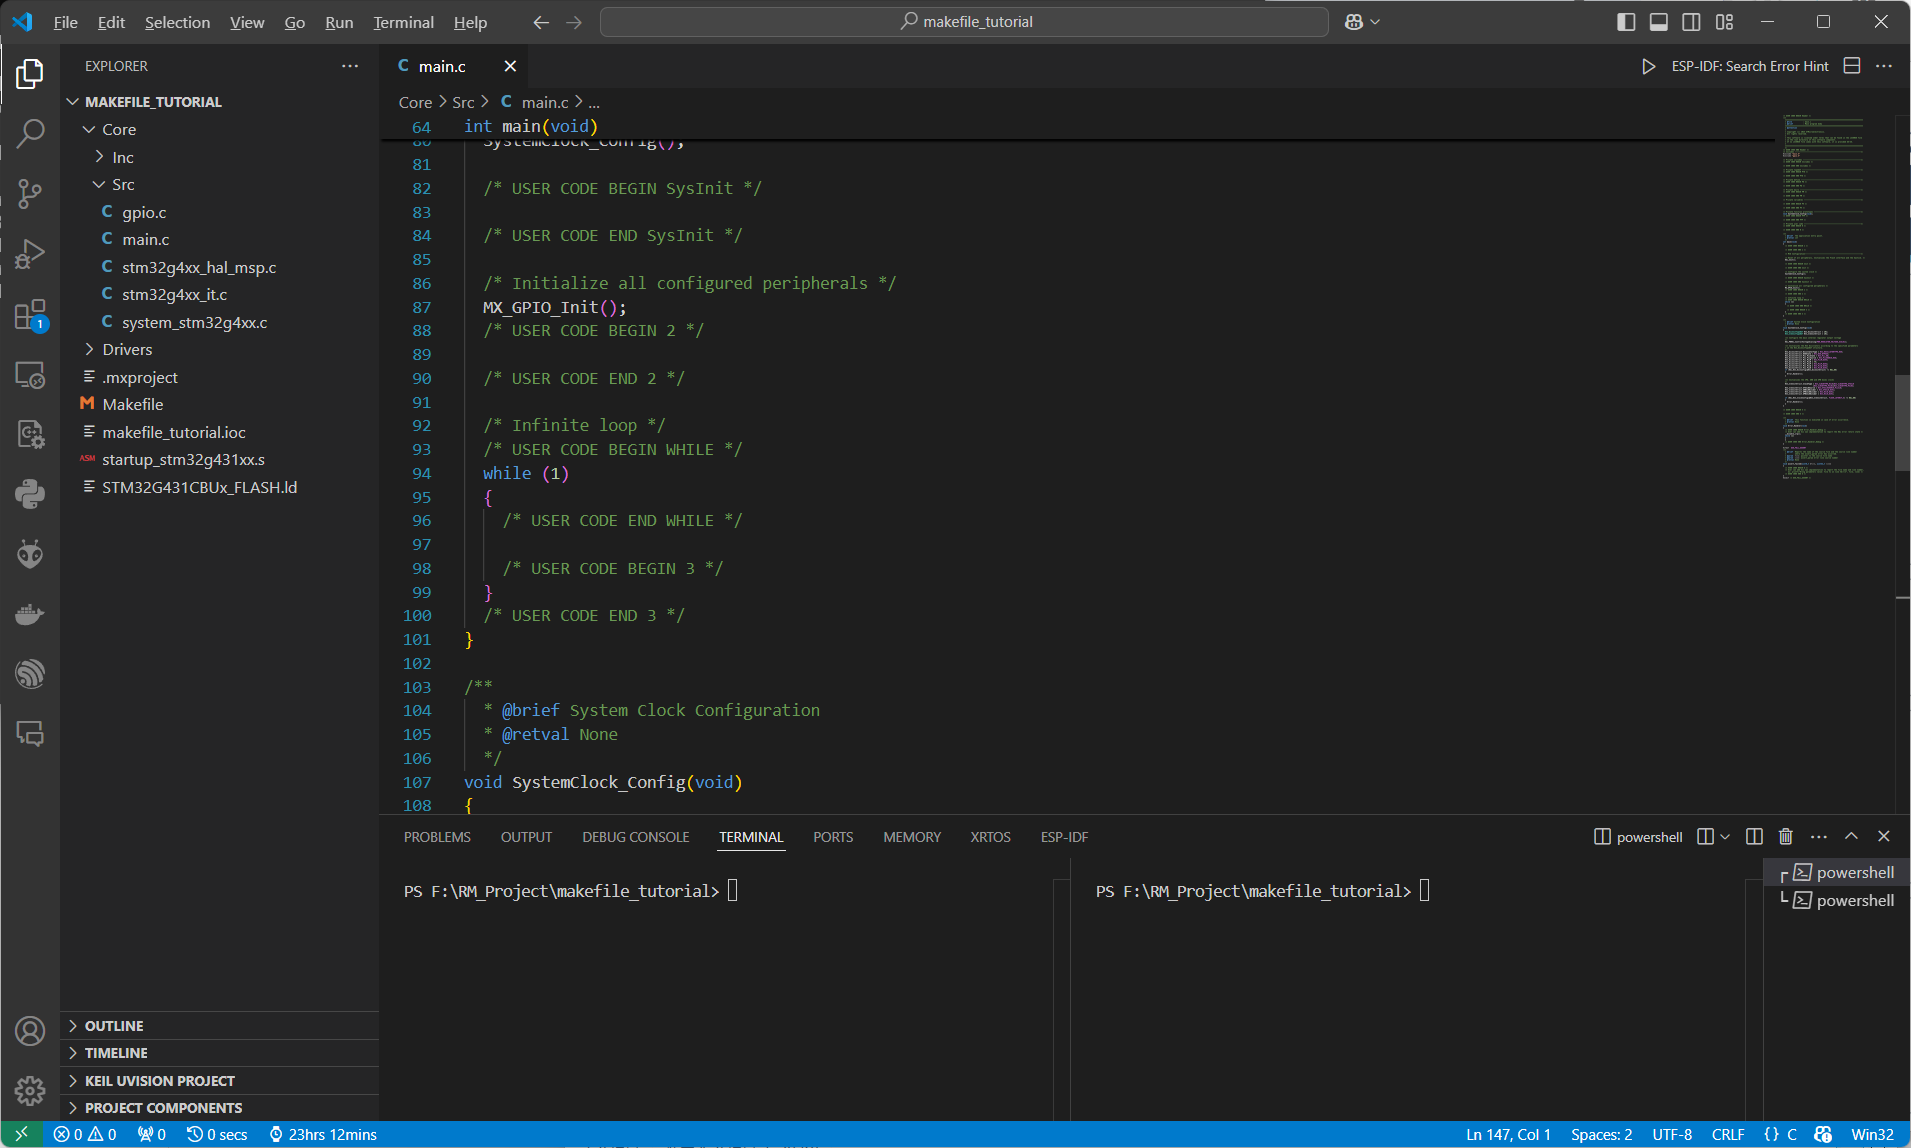 File Edit Selection View Go Run Terminal Help
makefile_tutorial
EXPLORER
MAKEFILE_TUTORIAL
Core
Inc
Src
C gpio.c
C main.c
C stm32g4xx_hal_msp.c
C stm32g4xx_it.c
C system_stm32g4xx.c
Drivers
.mxproject
M Makefile
makefile_tutorial.ioc
ASM startup_stm32g431xx.s
STM32G431CBUx_FLASH.ld
OUTLINE
TIMELINE
KEIL UVISION PROJECT
PROJECT COMPONENTS
1
C main.c
ESP-IDF: Search Error Hint
Core > Src > C main.c > ...
64 int main(void)
80 SystemClock_Config();
81
82 /* USER CODE BEGIN SysInit */
83
84 /* USER CODE END SysInit */
85
86 /* Initialize all configured peripherals */
87 MX_GPIO_Init();
88 /* USER CODE BEGIN 2 */
89
90 /* USER CODE END 2 */
91
92 /* Infinite loop */
93 /* USER CODE BEGIN WHILE */
94 while (1)
95 {
96 /* USER CODE END WHILE */
97
98 /* USER CODE BEGIN 3 */
99 }
100 /* USER CODE END 3 */
101 }
102
103 /**
104 * @brief System Clock Configuration
105 * @retval None
106 */
107 void SystemClock_Config(void)
108 {
PROBLEMS OUTPUT DEBUG CONSOLE TERMINAL PORTS MEMORY XRTOS ESP-IDF
powershell
PS F:\RM_Project\makefile_tutorial>
PS F:\RM_Project\makefile_tutorial>
powershell
powershell
0 0 0 0 secs 23hrs 12mins
Ln 147, Col 1 Spaces: 2 UTF-8 CRLF {} C Win32